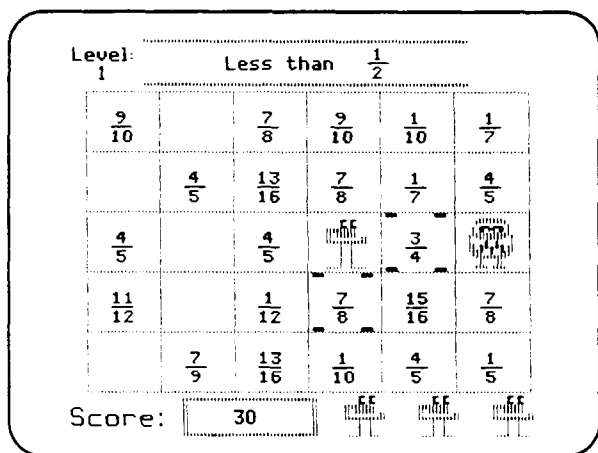 Level:
1
Less than 1/2
9/10 7/8 9/10 1/10 1/7
4/5 13/16 7/8 1/7 4/5
4/5 4/5 3/4
11/12 1/12 7/8 15/16 7/8
7/9 13/16 1/10 4/5 1/5
Score: 30